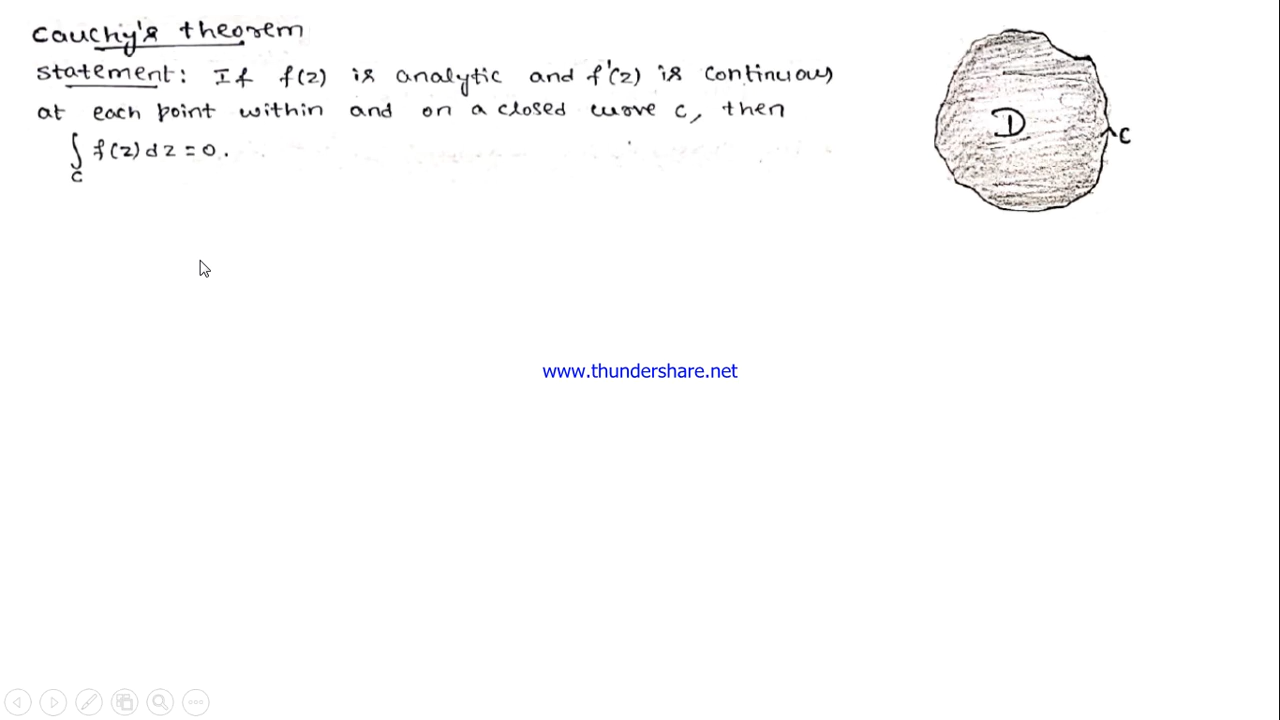 Cauchy's theorem
Statement: If f(z) is analytic and f'(z) is continuous
at each point within and on a closed curve C, then
∫ f(z) dz = 0.
C
D
C
www.thundershare.net